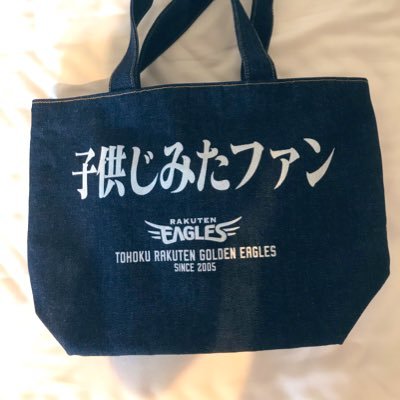 子供じみたファン
RAKUTEN
EAGLES
TOHOKU RAKUTEN GOLDEN EAGLES
SINCE 2005